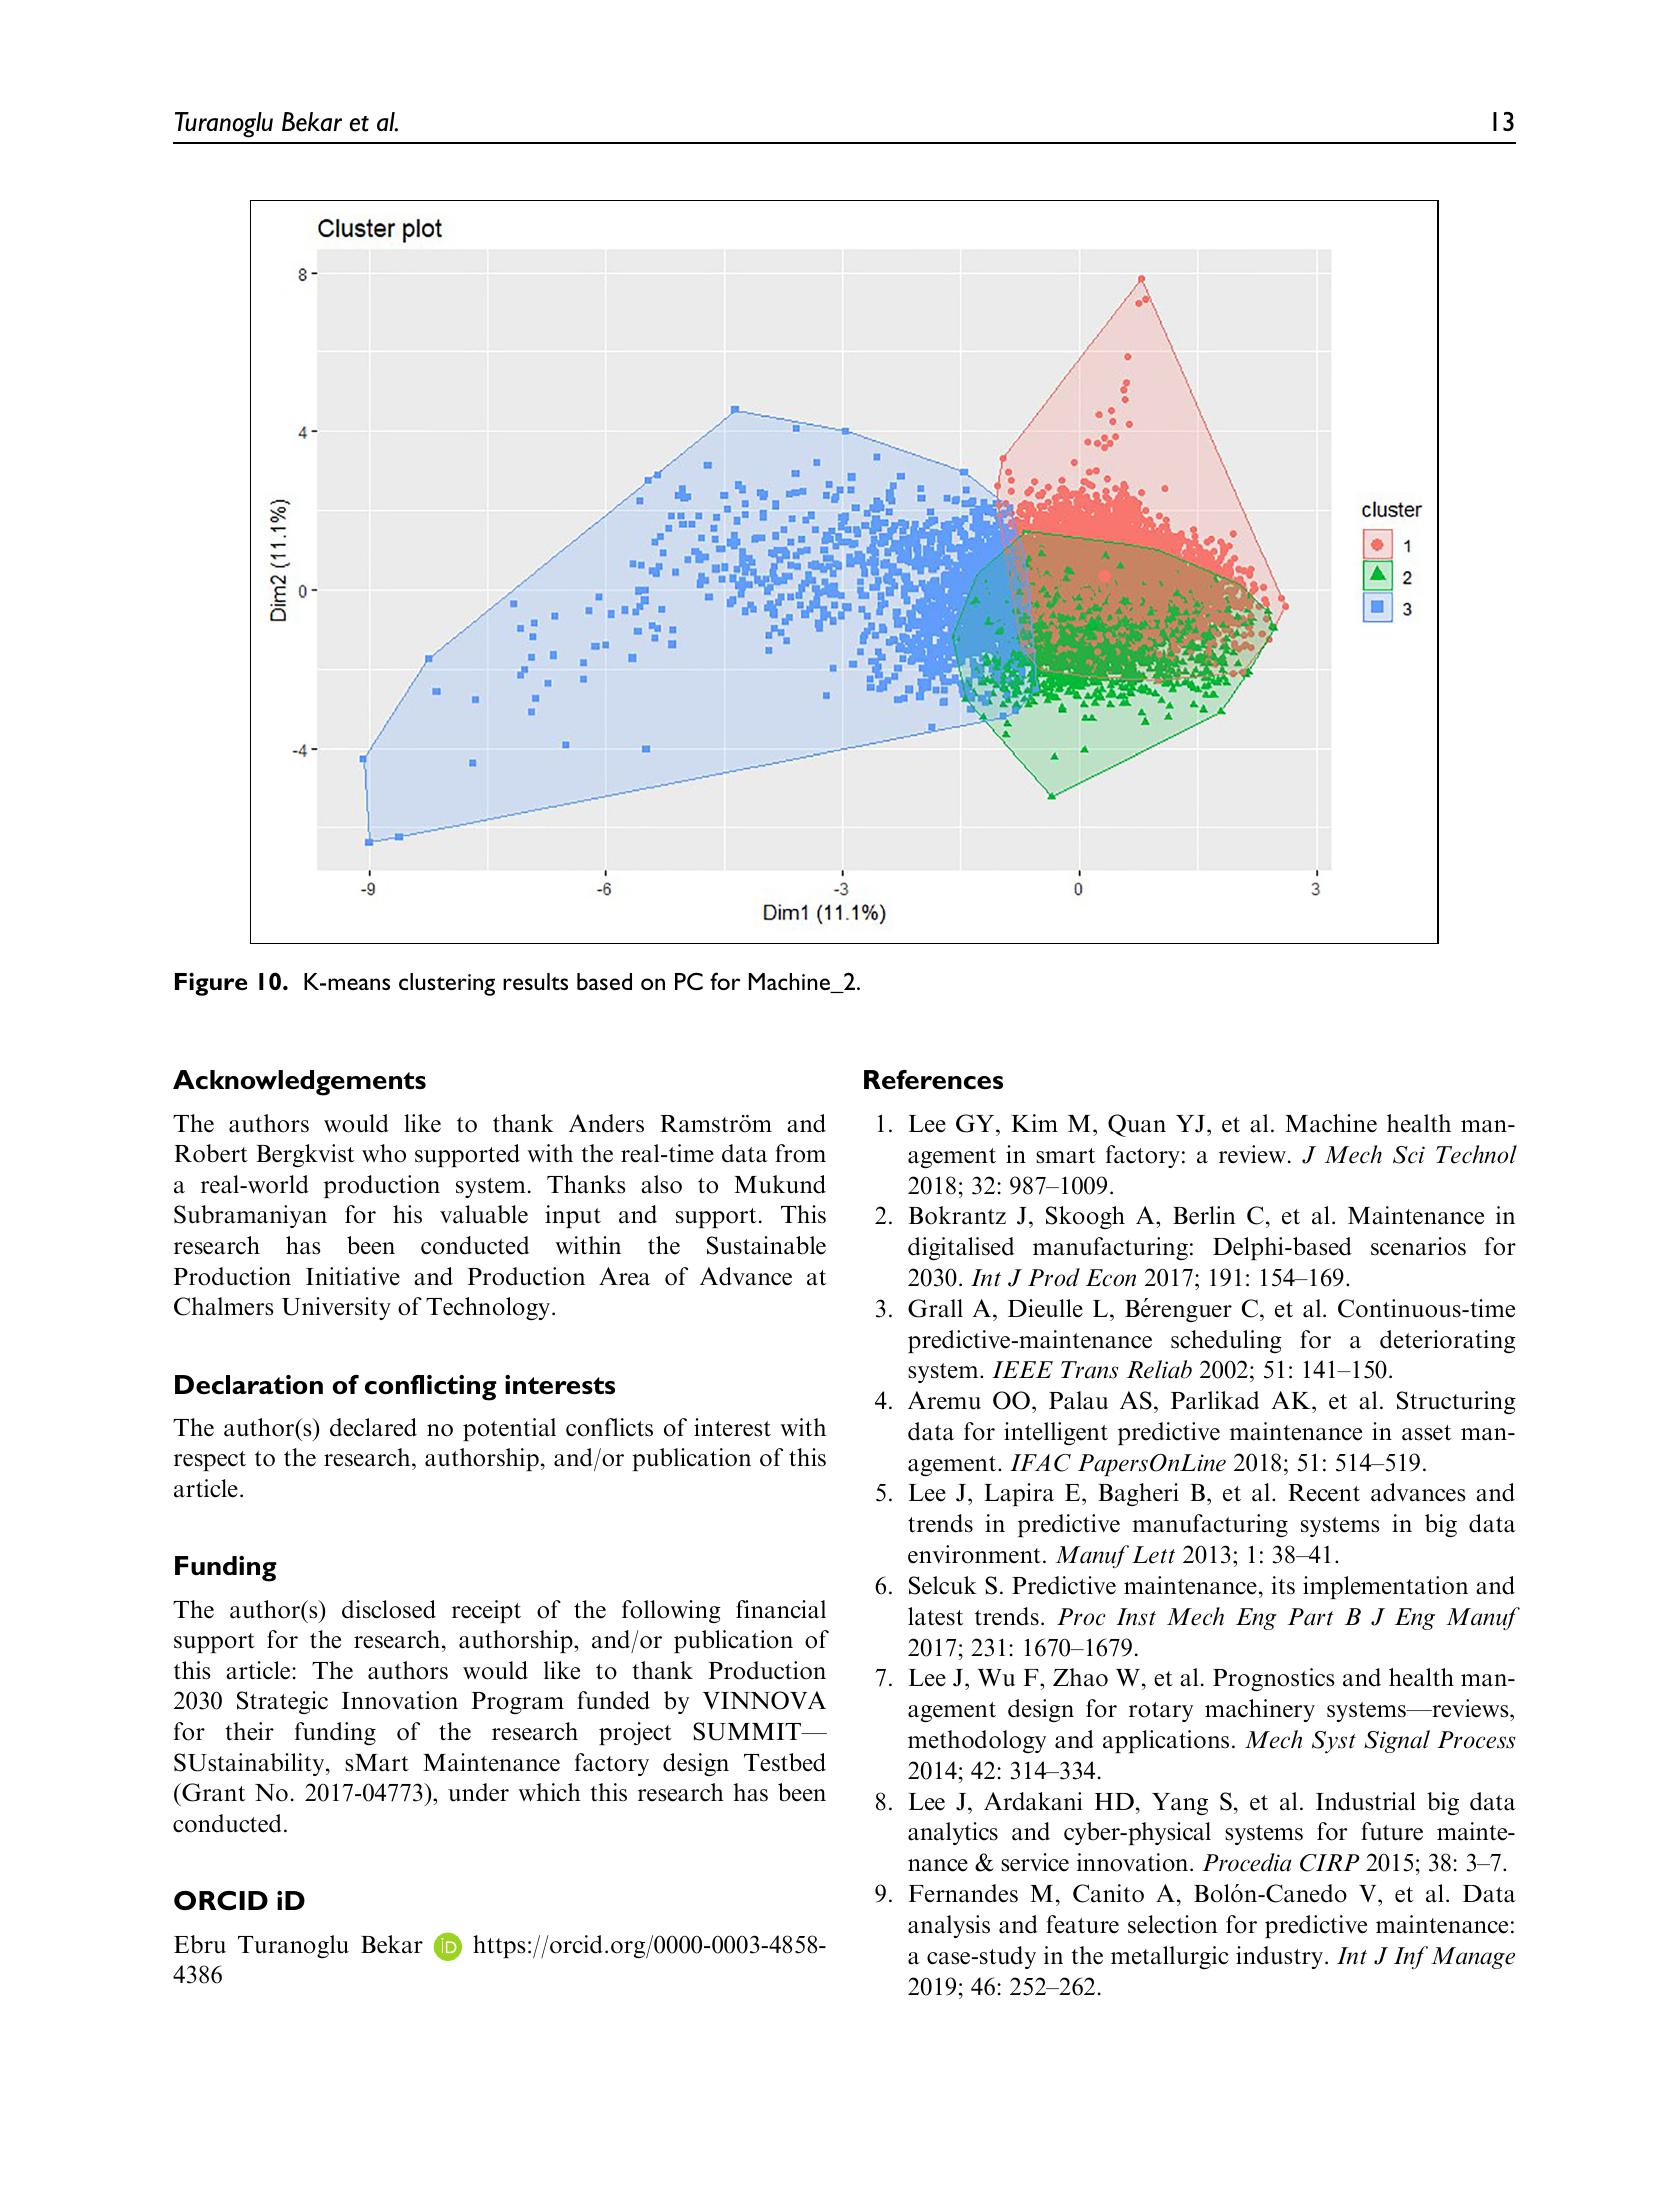 Turanoglu Bekar et al.
13
Cluster plot
8
4
0
-4
Dim2 (11.1%)
-9
-6
-3
0
3
Dim1 (11.1%)
cluster
1
2
3
Figure 10. K-means clustering results based on PC for Machine_2.
Acknowledgements
The authors would like to thank Anders Ramström and
Robert Bergkvist who supported with the real-time data from
a real-world production system. Thanks also to Mukund
Subramaniyan for his valuable input and support. This
research has been conducted within the Sustainable
Production Initiative and Production Area of Advance at
Chalmers University of Technology.
Declaration of conflicting interests
The author(s) declared no potential conflicts of interest with
respect to the research, authorship, and/or publication of this
article.
Funding
The author(s) disclosed receipt of the following financial
support for the research, authorship, and/or publication of
this article: The authors would like to thank Production
2030 Strategic Innovation Program funded by VINNOVA
for their funding of the research project SUMMIT—
SUstainability, sMart Maintenance factory design Testbed
(Grant No. 2017-04773), under which this research has been
conducted.
ORCID iD
Ebru Turanoglu Bekar iD https://orcid.org/0000-0003-4858-
4386
References
1. Lee GY, Kim M, Quan YJ, et al. Machine health man-
agement in smart factory: a review. J Mech Sci Technol
2018; 32: 987–1009.
2. Bokrantz J, Skoogh A, Berlin C, et al. Maintenance in
digitalised manufacturing: Delphi-based scenarios for
2030. Int J Prod Econ 2017; 191: 154–169.
3. Grall A, Dieulle L, Bérenguer C, et al. Continuous-time
predictive-maintenance scheduling for a deteriorating
system. IEEE Trans Reliab 2002; 51: 141–150.
4. Aremu OO, Palau AS, Parlikad AK, et al. Structuring
data for intelligent predictive maintenance in asset man-
agement. IFAC PapersOnLine 2018; 51: 514–519.
5. Lee J, Lapira E, Bagheri B, et al. Recent advances and
trends in predictive manufacturing systems in big data
environment. Manuf Lett 2013; 1: 38–41.
6. Selcuk S. Predictive maintenance, its implementation and
latest trends. Proc Inst Mech Eng Part B J Eng Manuf
2017; 231: 1670–1679.
7. Lee J, Wu F, Zhao W, et al. Prognostics and health man-
agement design for rotary machinery systems—reviews,
methodology and applications. Mech Syst Signal Process
2014; 42: 314–334.
8. Lee J, Ardakani HD, Yang S, et al. Industrial big data
analytics and cyber-physical systems for future mainte-
nance & service innovation. Procedia CIRP 2015; 38: 3–7.
9. Fernandes M, Canito A, Bolón-Canedo V, et al. Data
analysis and feature selection for predictive maintenance:
a case-study in the metallurgic industry. Int J Inf Manage
2019; 46: 252–262.